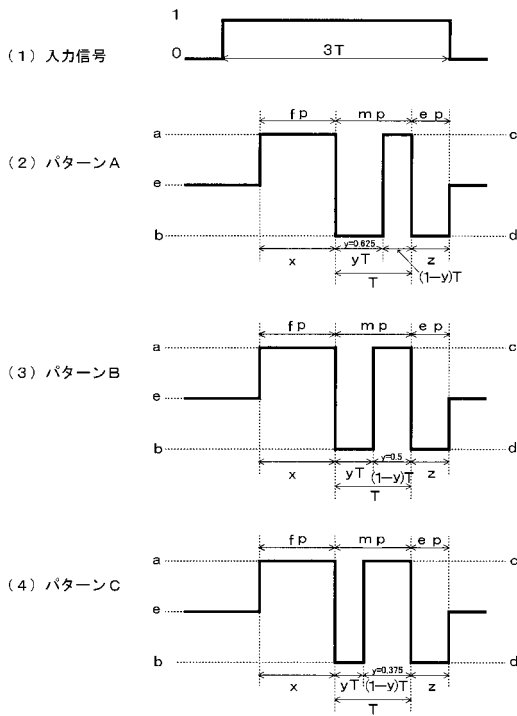 1
0
(1) 入力信号
3T
fp mp ep
a c
(2) パターンA
e
b d
y=0.625
x yT z
(1−y)T
T
fp mp ep
a c
(3) パターンB
e
b d
y=0.5
x yT (1−y)T z
T
fp mp ep
a c
(4) パターンC
e
b d
y=0.375
x yT (1−y)T z
T